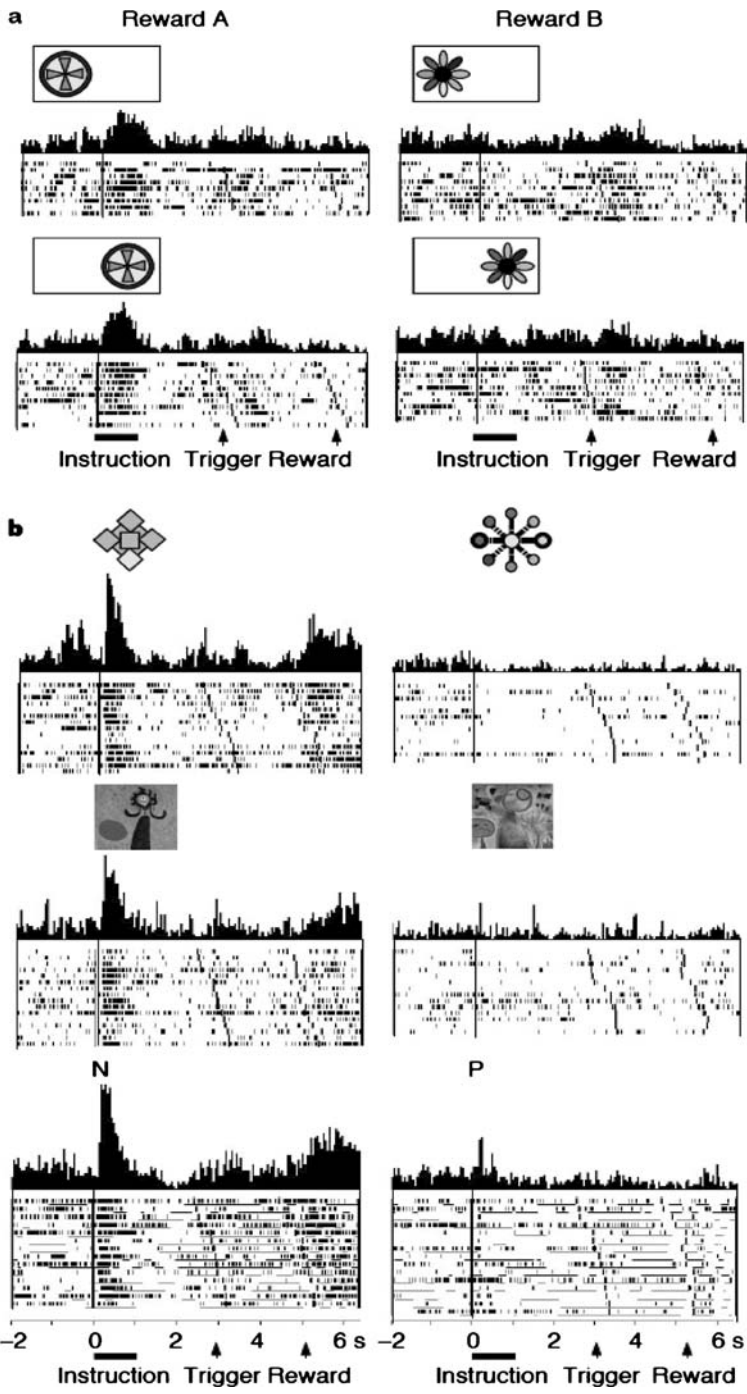 a
Reward A Reward B
Instruction Trigger Reward Instruction Trigger Reward
b
N P
−2 0 2 4 6 s −2 0 2 4 6 s
Instruction Trigger Reward Instruction Trigger Reward